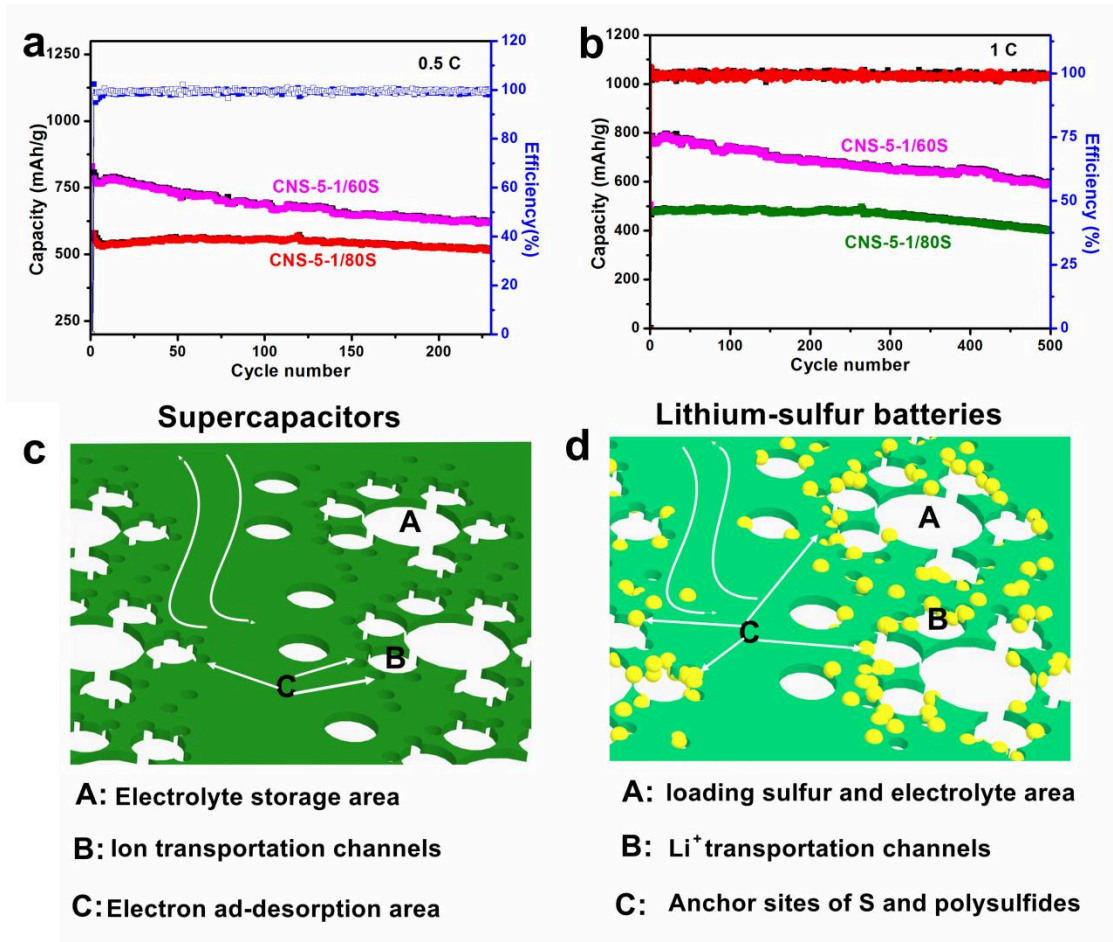 a
0.5 C
1250
1125
1000
875
750
625
500
375
250
Capacity (mAh/g)
CNS-5-1/60S
CNS-5-1/80S
120
100
80
60
40
20
0
Efficiency(%)
0 50 100 150 200
Cycle number
b
1 C
1200
1000
800
600
400
200
0
Capacity (mAh/g)
CNS-5-1/60S
CNS-5-1/80S
100
75
50
25
0
Efficiency (%)
0 100 200 300 400 500
Cycle number
Supercapacitors
c
A
B
C
A: Electrolyte storage area
B: Ion transportation channels
C: Electron ad-desorption area
Lithium-sulfur batteries
d
A
B
C
A: loading sulfur and electrolyte area
B: Li+ transportation channels
C: Anchor sites of S and polysulfides